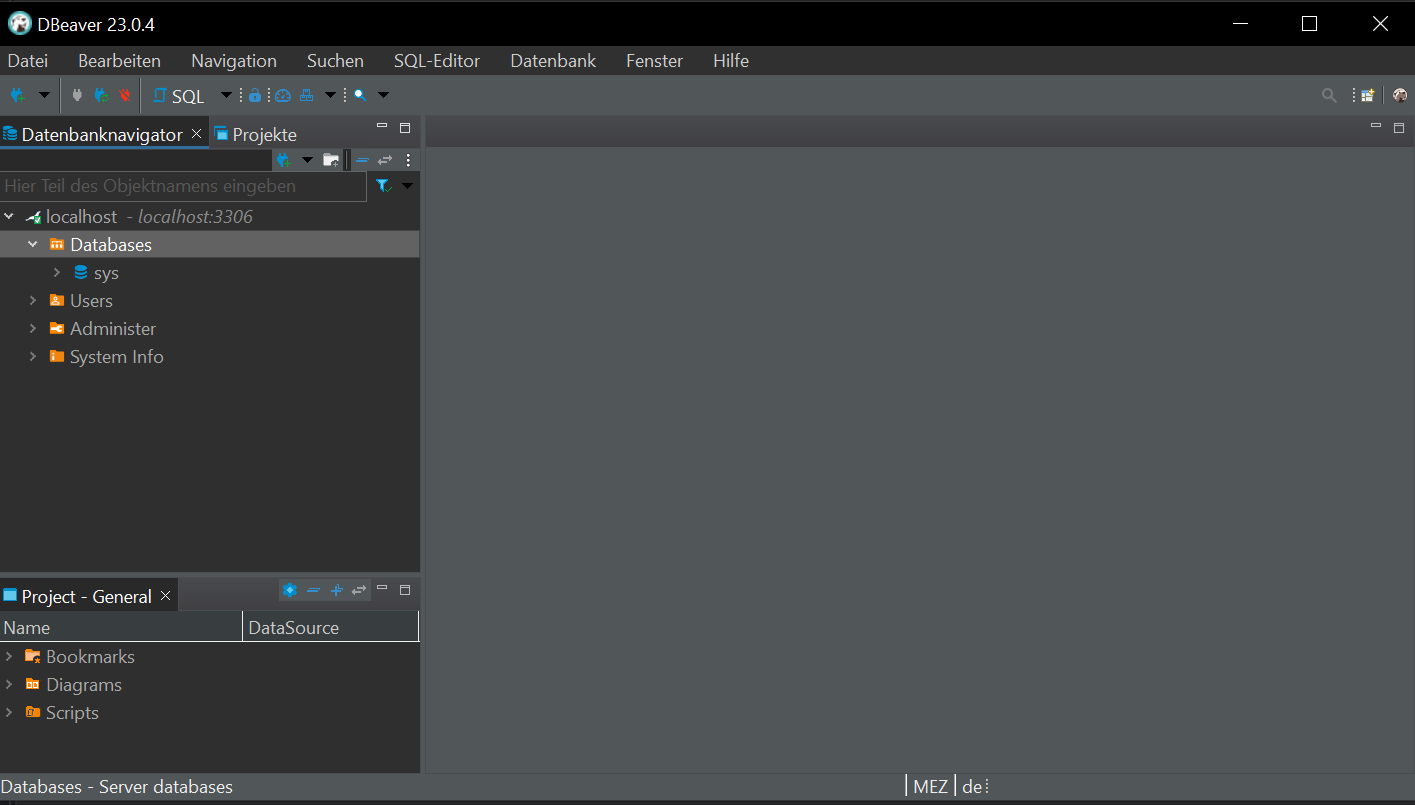 DBeaver 23.0.4
Datei Bearbeiten Navigation Suchen SQL-Editor Datenbank Fenster Hilfe
SQL
Datenbanknavigator Projekte
Hier Teil des Objektnamens eingeben
localhost - localhost:3306
Databases
sys
Users
Administer
System Info
Project - General
Name DataSource
Bookmarks
Diagrams
Scripts
Databases - Server databases MEZ de